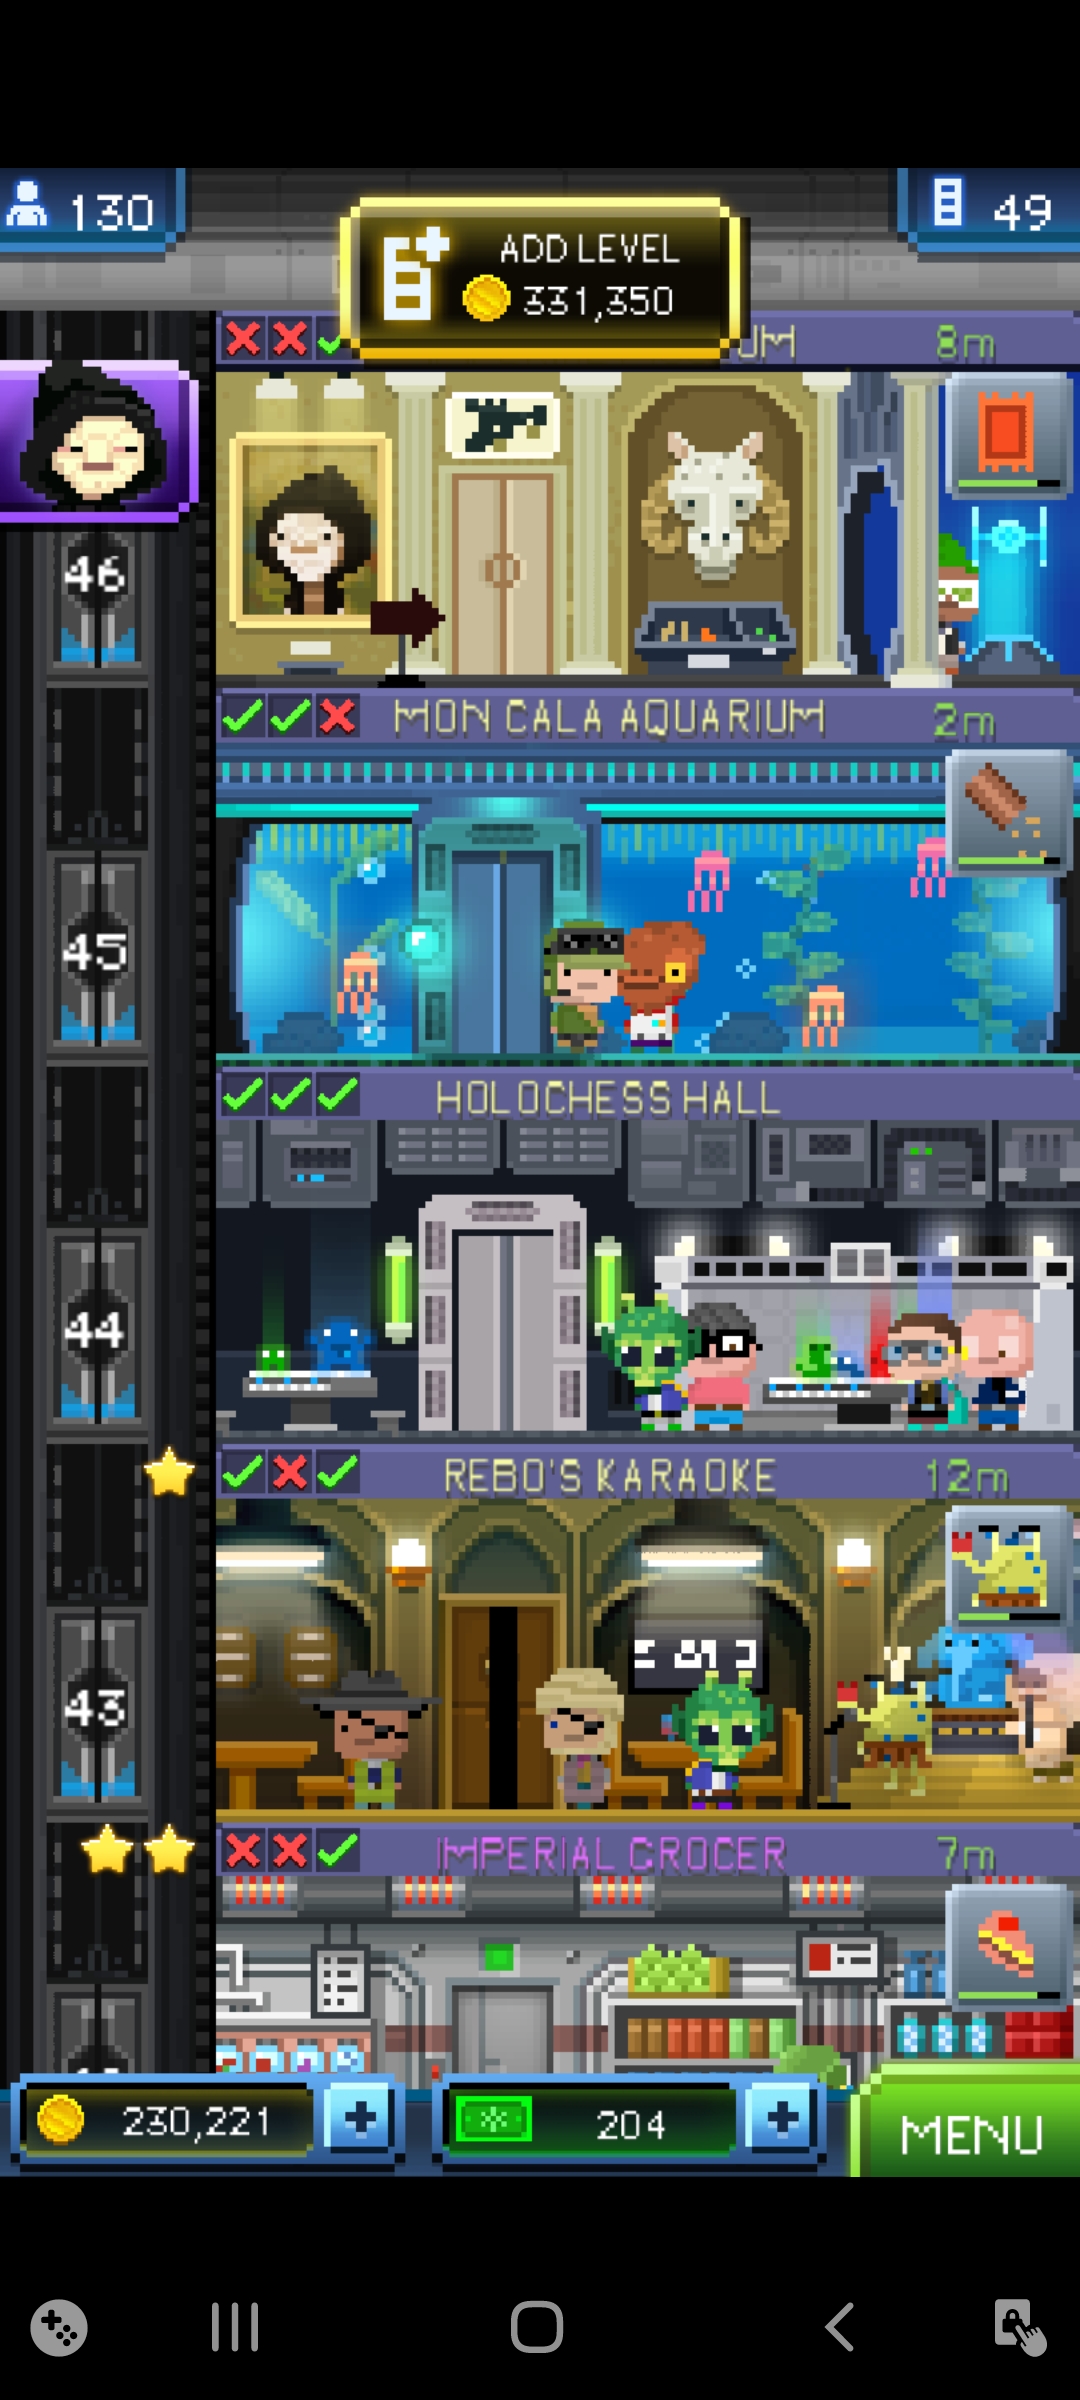 130
49
ADD LEVEL
331,350
UM
8m
46
MON CALA AQUARIUM
2m
45
HOLOCHESS HALL
44
REBO'S KARAOKE
12m
43
IMPERIAL GROCER
7m
230,221
204
MENU